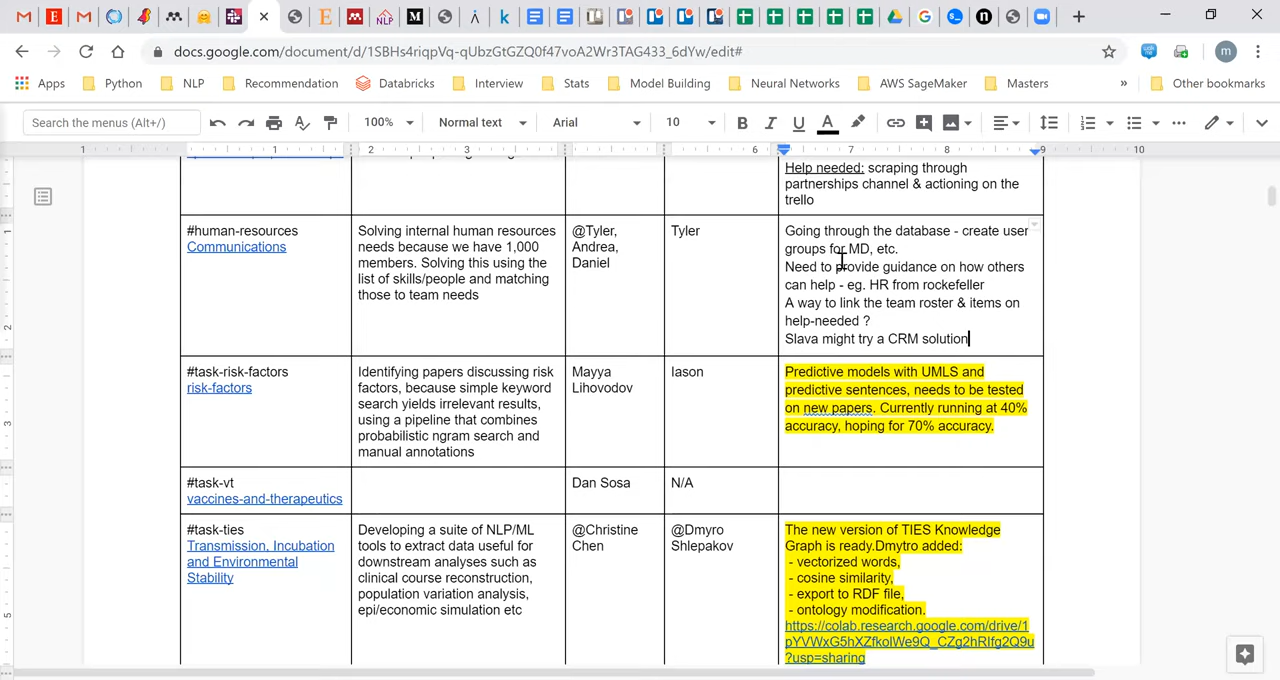 docs.google.com/document/d/1SBHs4riqpVq-qUbzGtGZQ0f47voA2Wr3TAG433_6dYw/edit#
m
Apps
Python
NLP
Recommendation
Databricks
Interview
Stats
Model Building
Neural Networks
AWS SageMaker
Masters
»
Other bookmarks
Search the menus (Alt+/)
100%
Normal text
Arial
10
B
I
U
A
1
1
2
3
6
7
8
9
10
Help needed: scraping through
partnerships channel & actioning on the
trello
#human-resources
Communications
Solving internal human resources
needs because we have 1,000
members. Solving this using the
list of skills/people and matching
those to team needs
@Tyler,
Andrea,
Daniel
Tyler
Going through the database - create user
groups for MD, etc.
Need to provide guidance on how others
can help - eg. HR from rockefeller
A way to link the team roster & items on
help-needed ?
Slava might try a CRM solution
#task-risk-factors
risk-factors
Identifying papers discussing risk
factors, because simple keyword
search yields irrelevant results,
using a pipeline that combines
probabilistic ngram search and
manual annotations
Mayya
Lihovodov
Iason
Predictive models with UMLS and
predictive sentences, needs to be tested
on new papers. Currently running at 40%
accuracy, hoping for 70% accuracy.
#task-vt
vaccines-and-therapeutics
Dan Sosa
N/A
#task-ties
Transmission, Incubation
and Environmental
Stability
Developing a suite of NLP/ML
tools to extract data useful for
downstream analyses such as
clinical course reconstruction,
population variation analysis,
epi/economic simulation etc
@Christine
Chen
@Dmyro
Shlepakov
The new version of TIES Knowledge
Graph is ready.Dmytro added:
- vectorized words,
- cosine similarity,
- export to RDF file,
- ontology modification.
https://colab.research.google.com/drive/1
pYVWxG5hXZfkolWe9Q_CZg2hRIfg2Q9u
?usp=sharing